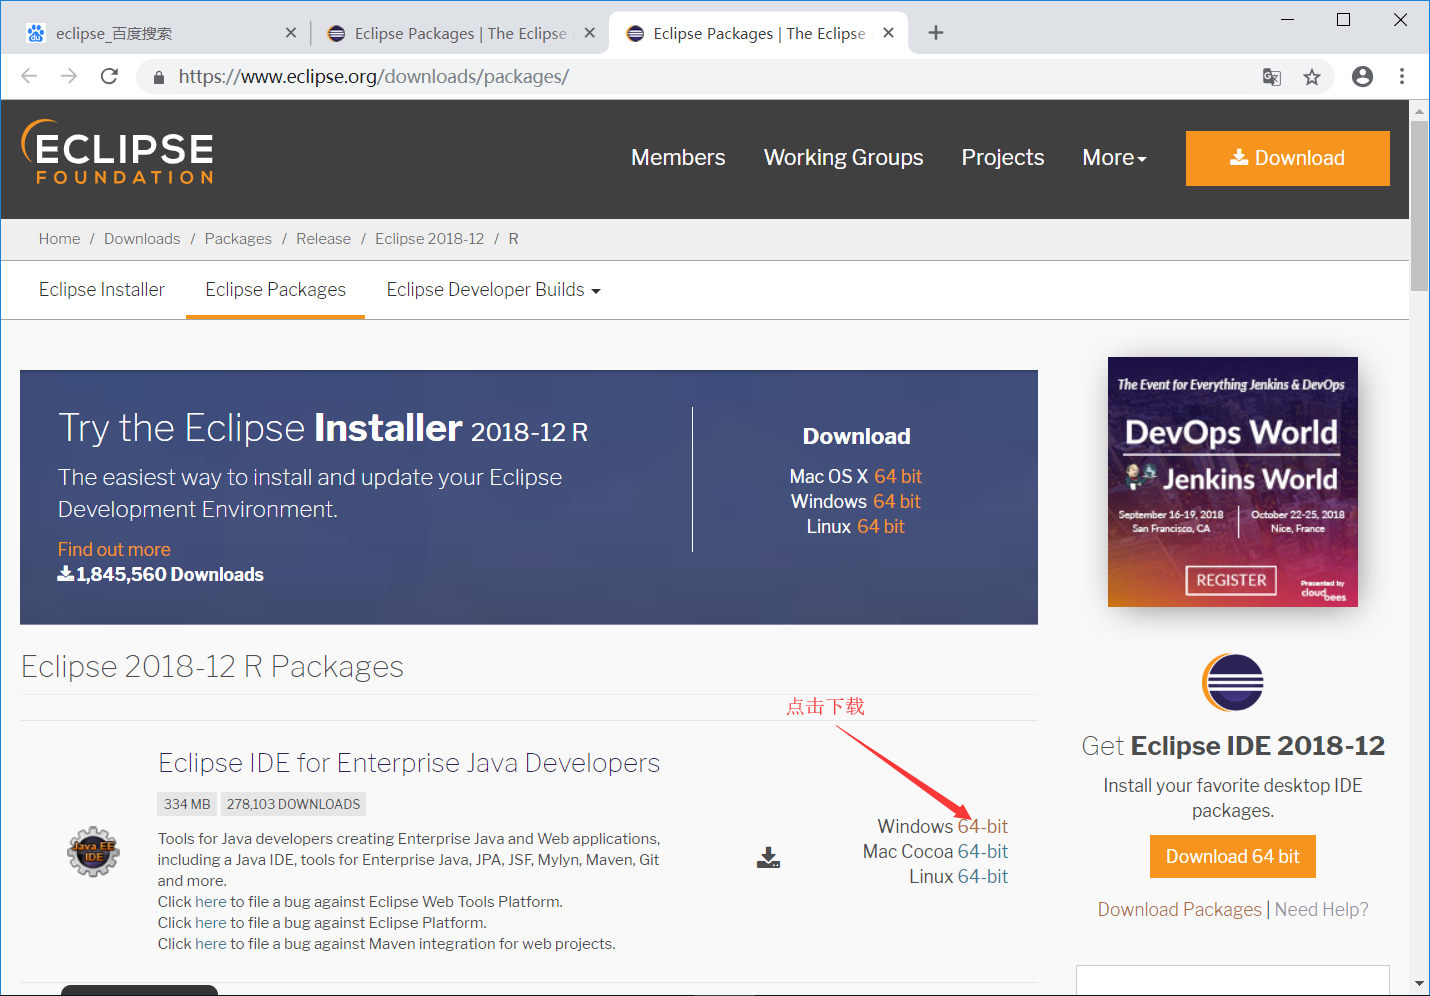 eclipse_百度搜索
Eclipse Packages | The Eclipse
Eclipse Packages | The Eclipse
https://www.eclipse.org/downloads/packages/
ECLIPSE
FOUNDATION
Members
Working Groups
Projects
More
Download
Home / Downloads / Packages / Release / Eclipse 2018-12 / R
Eclipse Installer
Eclipse Packages
Eclipse Developer Builds
Try the Eclipse Installer 2018-12 R
The easiest way to install and update your Eclipse
Development Environment.
Find out more
1,845,560 Downloads
Download
Mac OS X 64 bit
Windows 64 bit
Linux 64 bit
The Event for Everything Jenkins & DevOps
DevOps World
Jenkins World
September 16-19, 2018
San Francisco, CA
October 22-25, 2018
Nice, France
REGISTER
Presented by
cloudbees
Eclipse 2018-12 R Packages
点击下载
Eclipse IDE for Enterprise Java Developers
334 MB
278,103 DOWNLOADS
Java EE
IDE
Tools for Java developers creating Enterprise Java and Web applications,
including a Java IDE, tools for Enterprise Java, JPA, JSF, Mylyn, Maven, Git
and more.
Click here to file a bug against Eclipse Web Tools Platform.
Click here to file a bug against Eclipse Platform.
Click here to file a bug against Maven integration for web projects.
Windows 64-bit
Mac Cocoa 64-bit
Linux 64-bit
Get Eclipse IDE 2018-12
Install your favorite desktop IDE
packages.
Download 64 bit
Download Packages | Need Help?